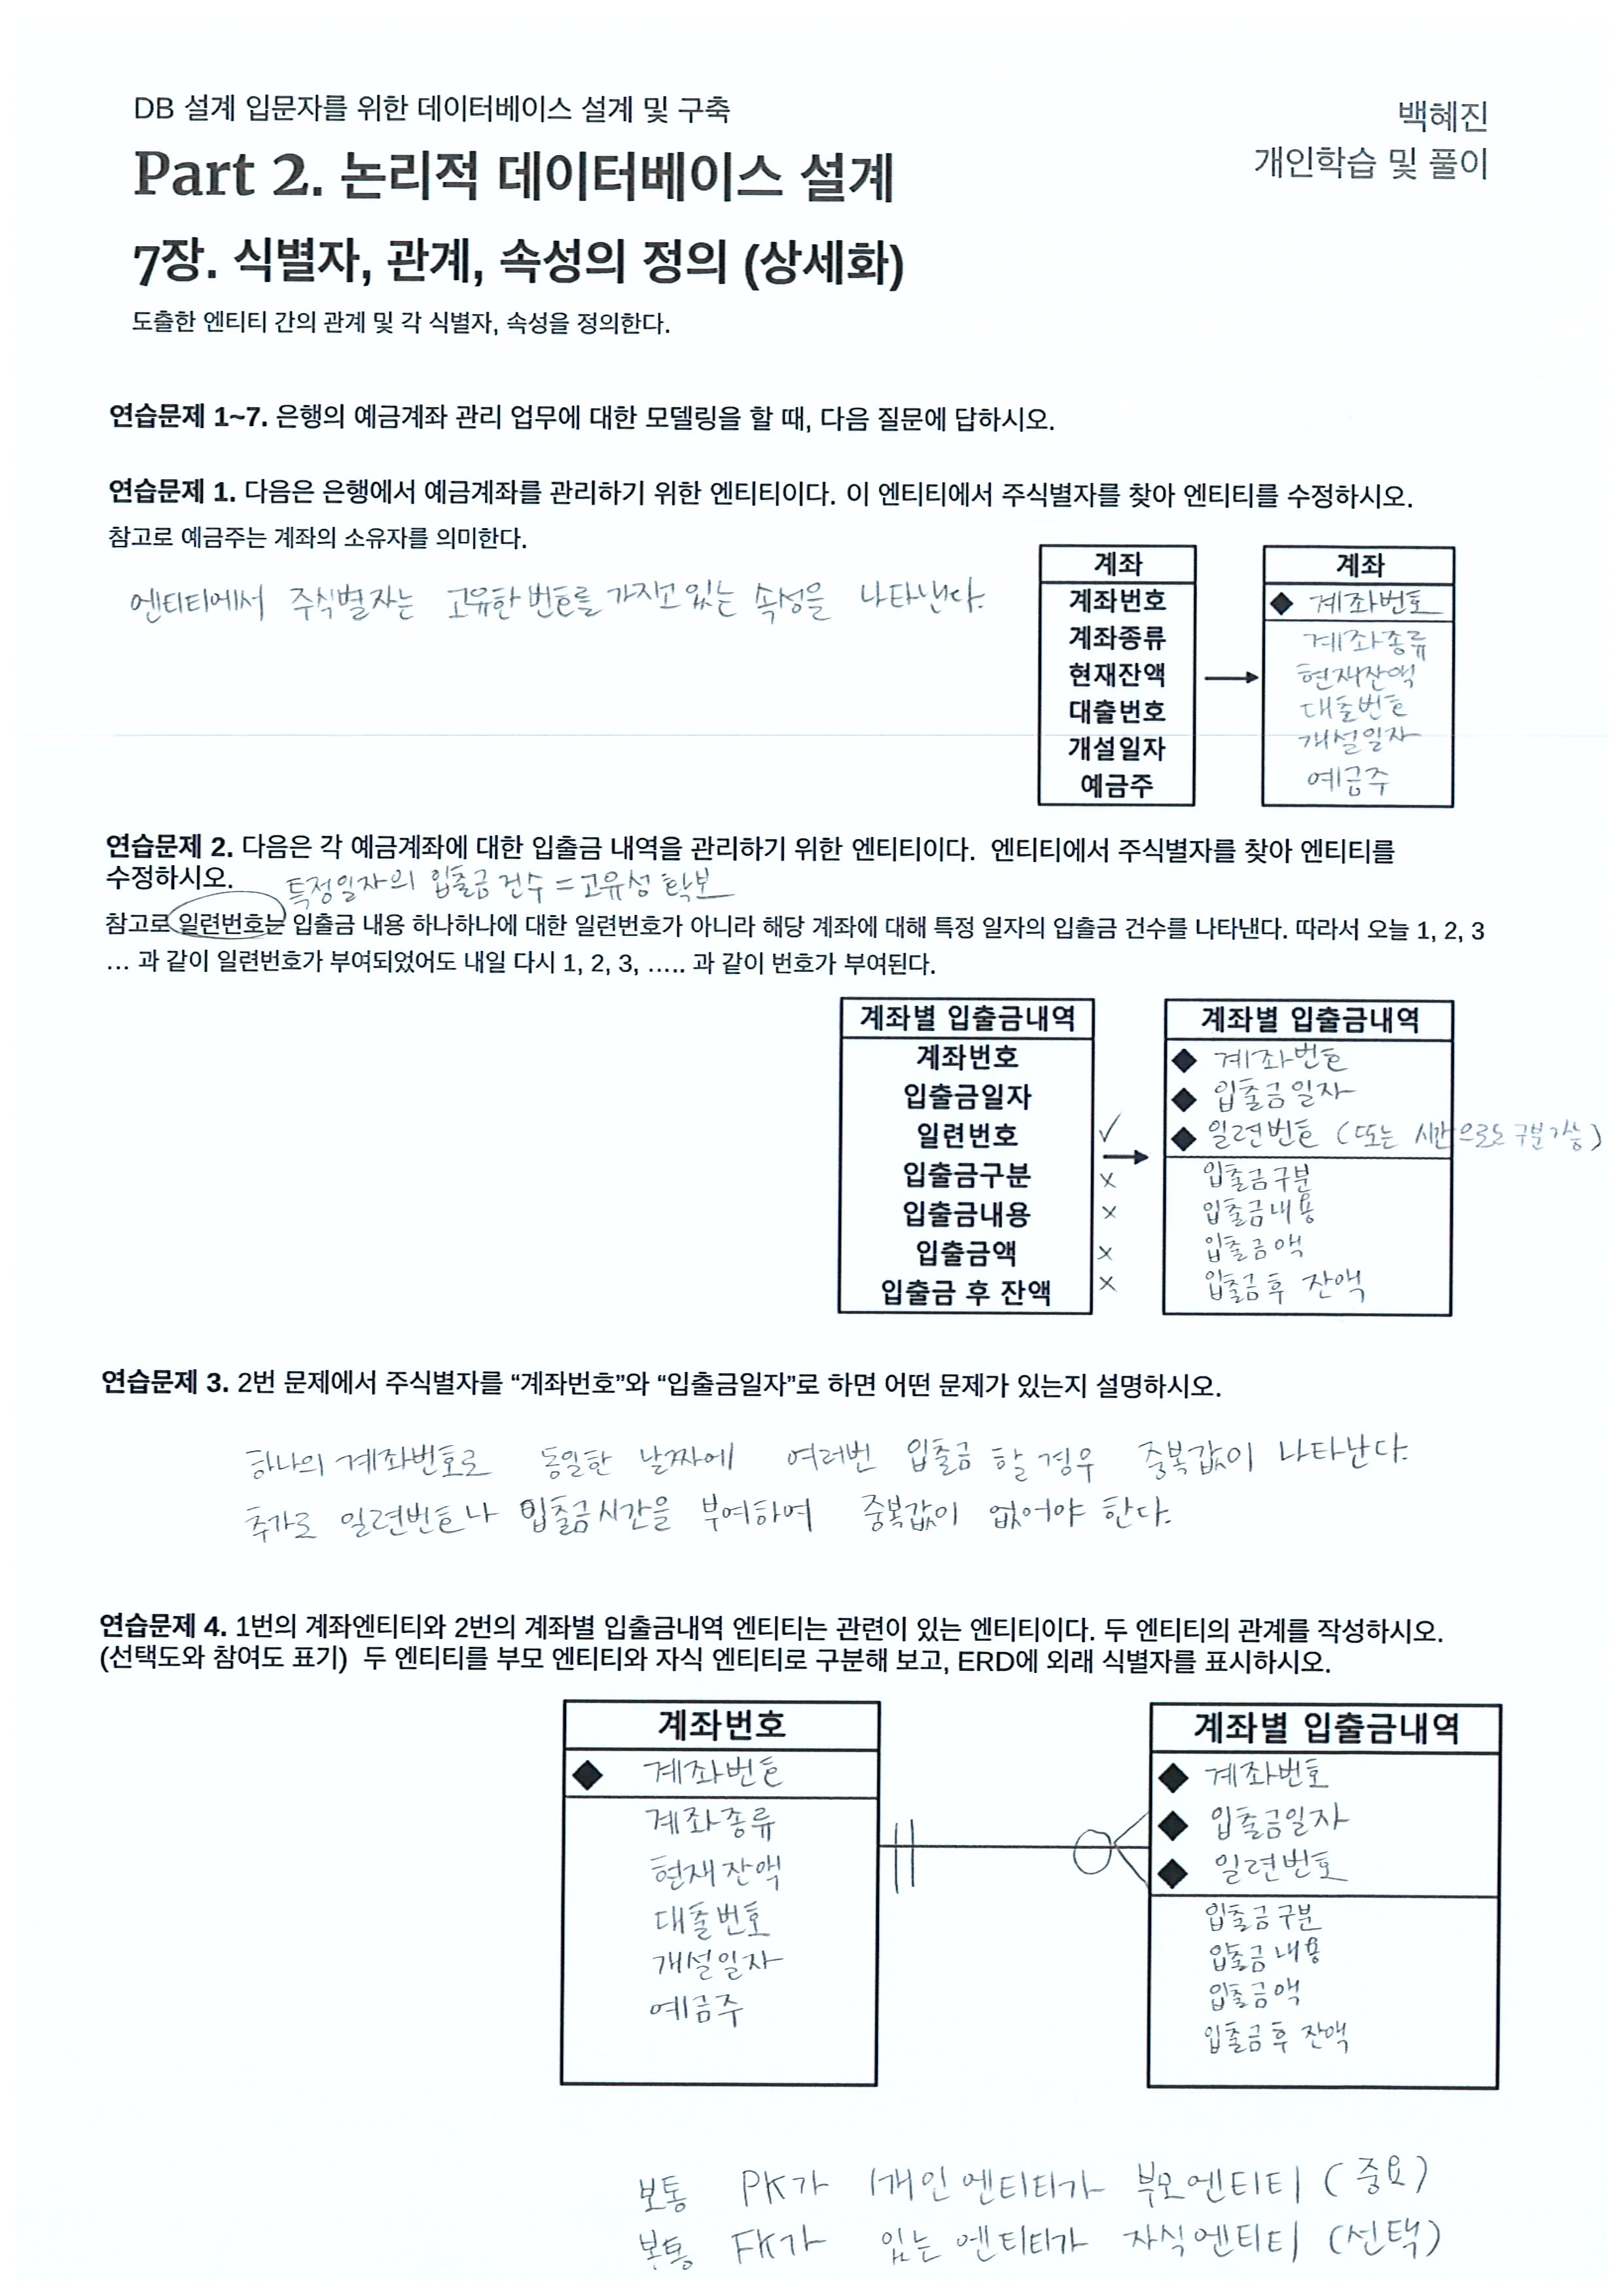 DB 설계 입문자를 위한 데이터베이스 설계 및 구축
백혜진
Part 2. 논리적 데이터베이스 설계
개인학습 및 풀이
7장. 식별자, 관계, 속성의 정의 (상세화)
도출한 엔티티 간의 관계 및 각 식별자, 속성을 정의한다.
연습문제 1~7. 은행의 예금계좌 관리 업무에 대한 모델링을 할 때, 다음 질문에 답하시오.
연습문제 1. 다음은 은행에서 예금계좌를 관리하기 위한 엔티티이다. 이 엔티티에서 주식별자를 찾아 엔티티를 수정하시오.
참고로 예금주는 계좌의 소유자를 의미한다.
엔티티에서 주식별자는 고유한 번호를 가지고 있는 속성을 나타낸다.
계좌
계좌번호
계좌종류
현재잔액
대출번호
개설일자
예금주
계좌
◆ 계좌번호
계좌종류
현재잔액
대출번호
개설일자
예금주
연습문제 2. 다음은 각 예금계좌에 대한 입출금 내역을 관리하기 위한 엔티티이다. 엔티티에서 주식별자를 찾아 엔티티를
수정하시오.
특정일자의 입출금 건수 = 고유성 확보
참고로 일련번호는 입출금 내용 하나하나에 대한 일련번호가 아니라 해당 계좌에 대해 특정 일자의 입출금 건수를 나타낸다. 따라서 오늘 1, 2, 3
... 과 같이 일련번호가 부여되었어도 내일 다시 1, 2, 3, ..... 과 같이 번호가 부여된다.
계좌별 입출금내역
계좌번호
입출금일자
일련번호 ✓
입출금구분 ×
입출금내용 ×
입출금액 ×
입출금 후 잔액 ×
계좌별 입출금내역
◆ 계좌번호
◆ 입출금일자
◆ 일련번호 (또는 시간으로도 구분가능)
입출금구분
입출금내용
입출금액
입출금후 잔액
연습문제 3. 2번 문제에서 주식별자를 “계좌번호”와 “입출금일자”로 하면 어떤 문제가 있는지 설명하시오.
하나의 계좌번호로 동일한 날짜에 여러번 입출금 할 경우 중복값이 나타난다.
추가로 일련번호나 입출금시간을 부여하여 중복값이 없어야 한다.
연습문제 4. 1번의 계좌엔티티와 2번의 계좌별 입출금내역 엔티티는 관련이 있는 엔티티이다. 두 엔티티의 관계를 작성하시오.
(선택도와 참여도 표기) 두 엔티티를 부모 엔티티와 자식 엔티티로 구분해 보고, ERD에 외래 식별자를 표시하시오.
계좌번호
◆ 계좌번호
계좌종류
현재잔액
대출번호
개설일자
예금주
계좌별 입출금내역
◆ 계좌번호
◆ 입출금일자
◆ 일련번호
입출금구분
입출금내용
입출금액
입출금후 잔액
보통 PK가 1개인 엔티티가 부모엔티티 (중요)
보통 FK가 있는 엔티티가 자식엔티티 (선택)